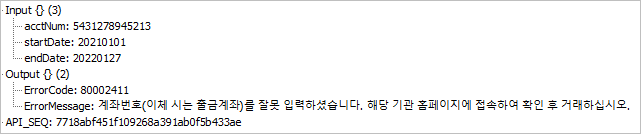 Input {} (3)
acctNum: 5431278945213
startDate: 20210101
endDate: 20220127
Output {} (2)
ErrorCode: 80002411
ErrorMessage: 계좌번호(이체 시는 출금계좌)를 잘못 입력하셨습니다. 해당 기관 홈페이지에 접속하여 확인 후 거래하십시오.
API_SEQ: 7718abf451f109268a391ab0f5b433ae